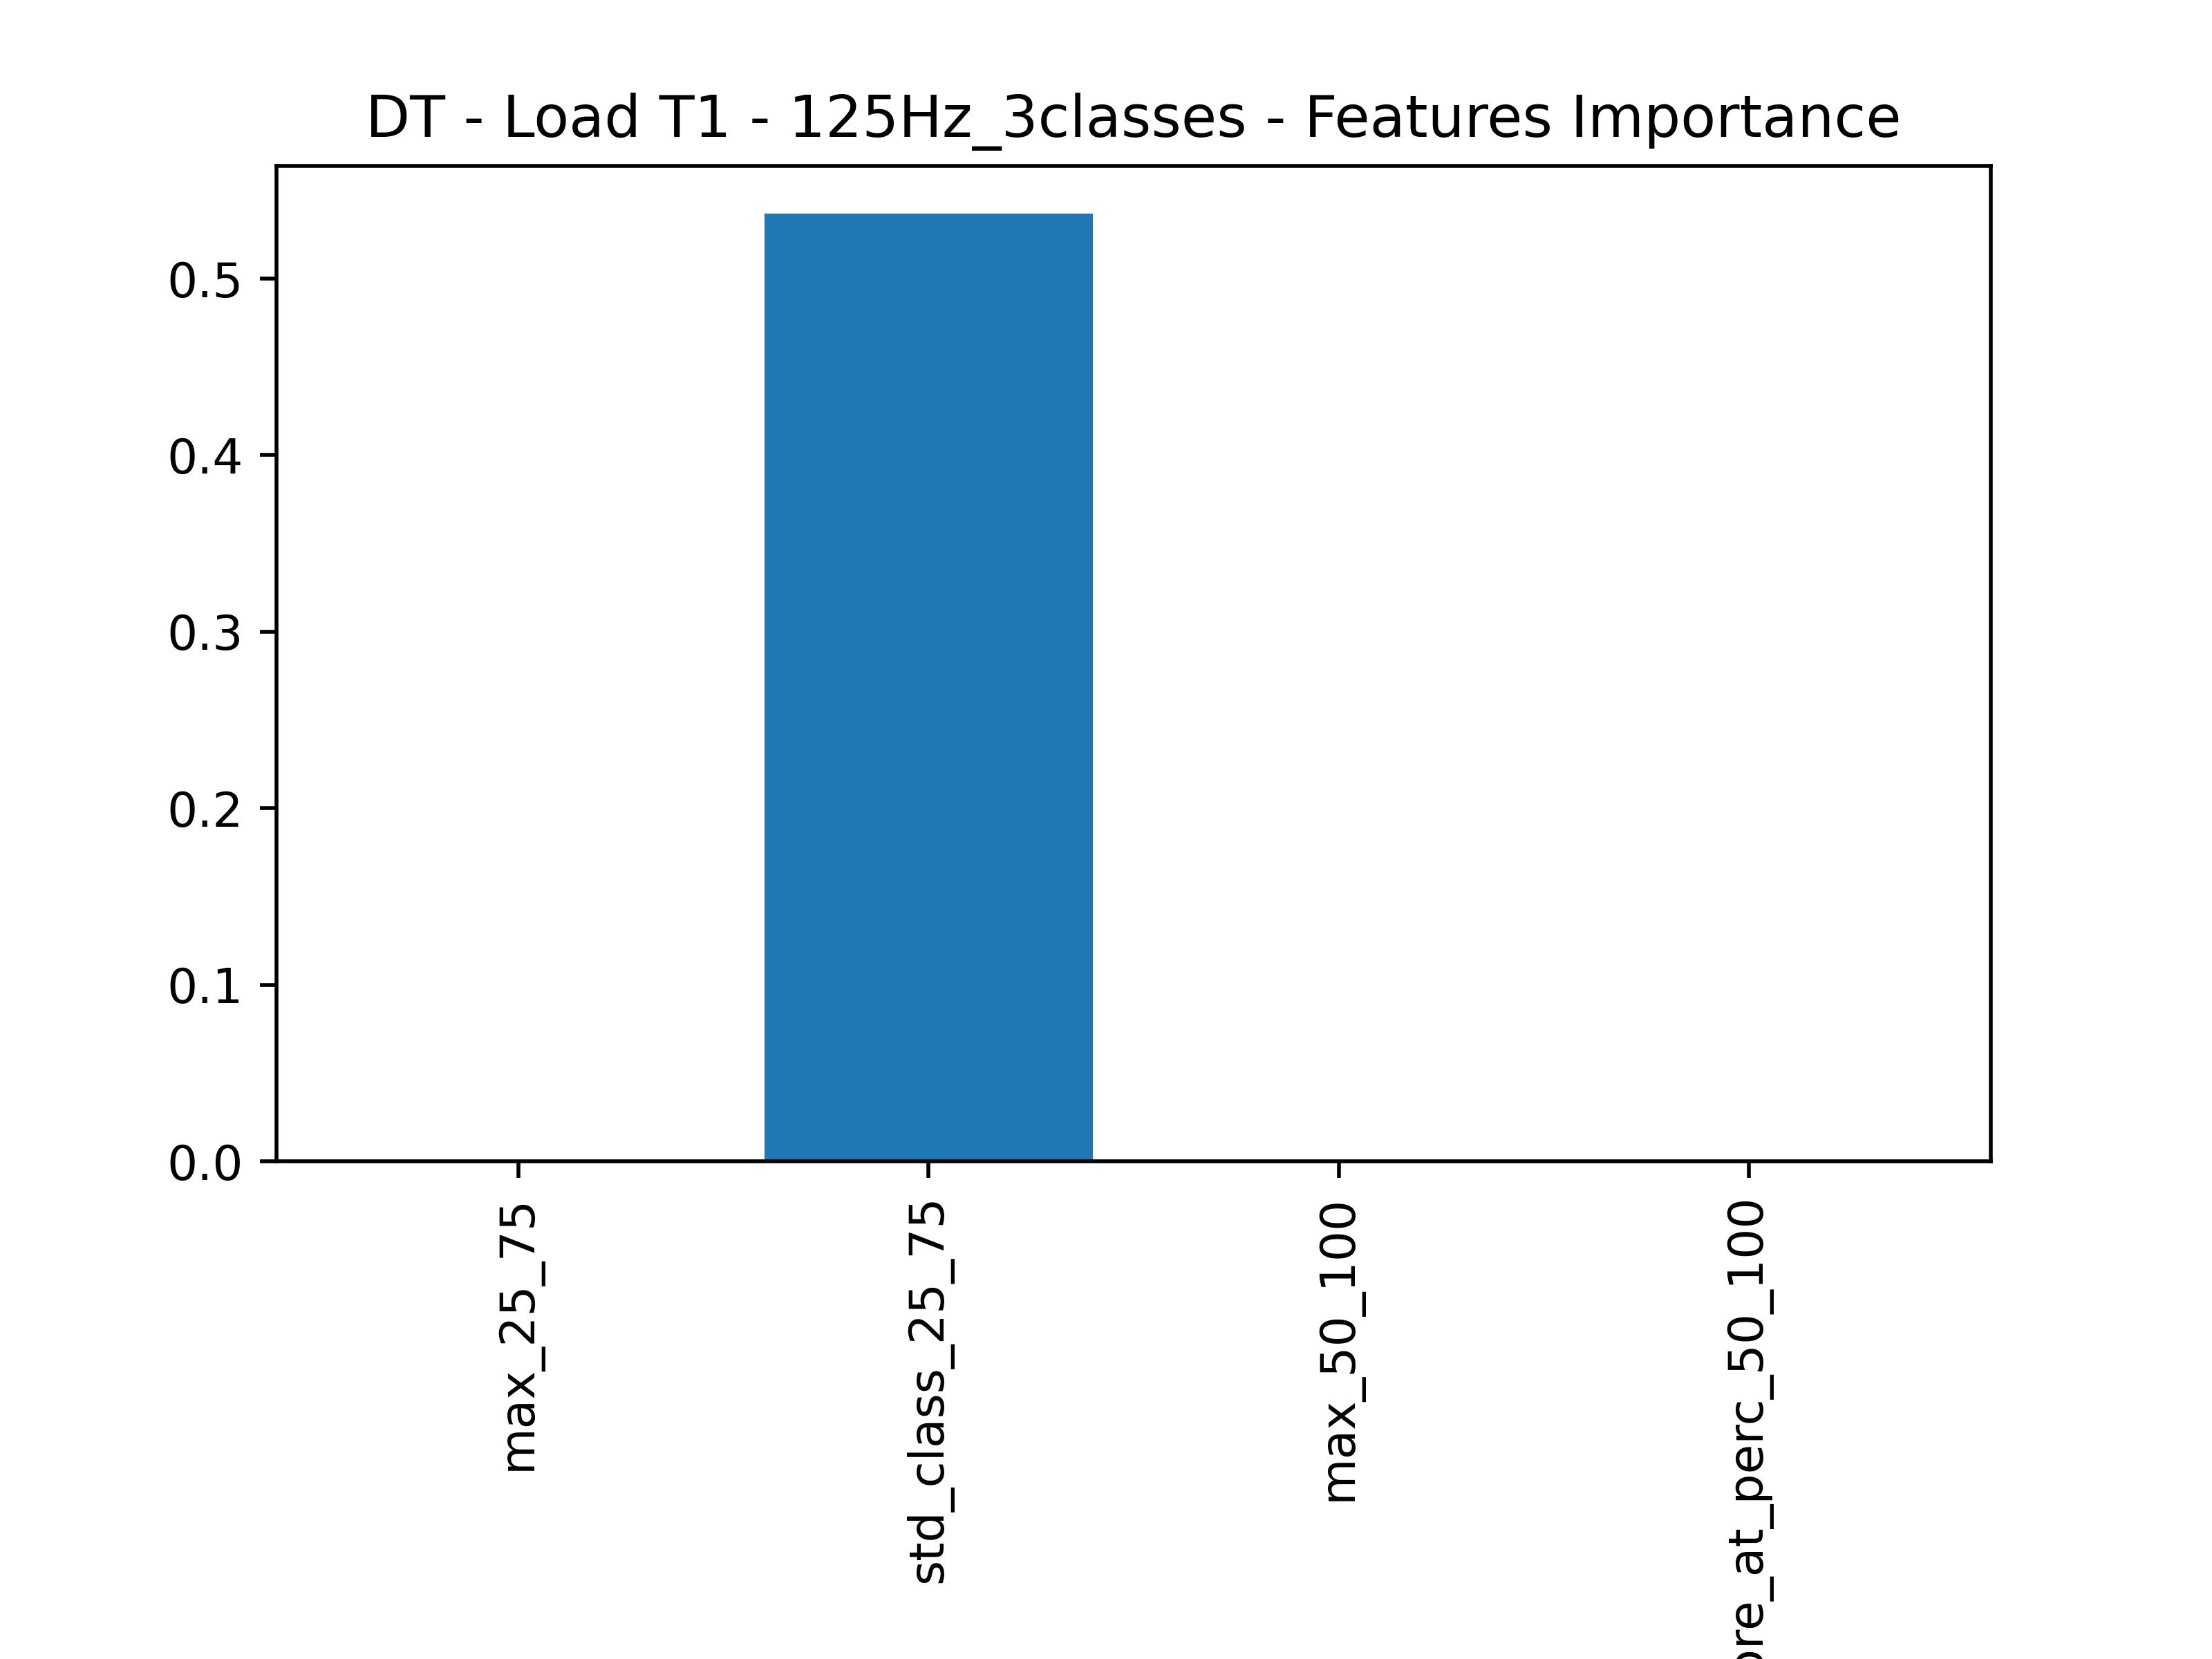 DT - Load T1 - 125Hz_3classes - Features Importance
0.5
0.4
0.3
0.2
0.1
0.0
max_25_75
std_class_25_75
max_50_100
ore_at_perc_50_100